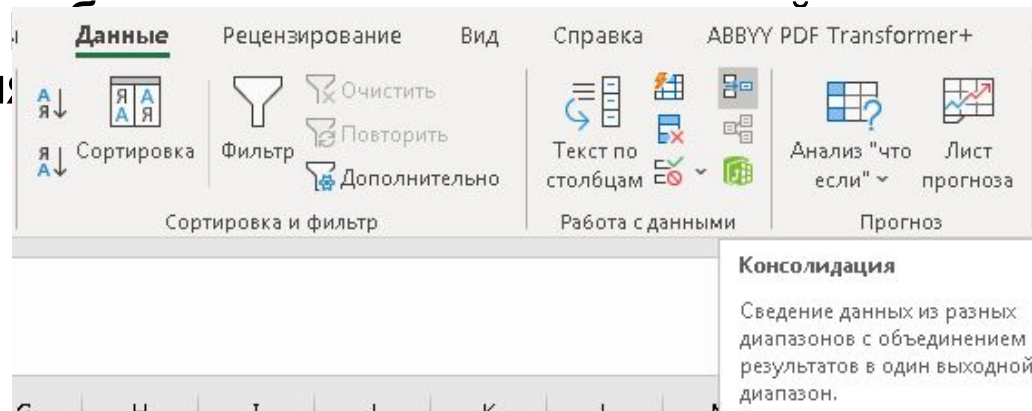 Данные Рецензирование Вид Справка ABBYY PDF Transformer+
Очистить
Повторить
Дополнительно
Сортировка
Фильтр
Текст по столбцам
Анализ "что если"
Лист прогноза
Сортировка и фильтр
Работа с данными
Прогноз
Консолидация
Сведение данных из разных
диапазонов с объединением
результатов в один выходной
диапазон.